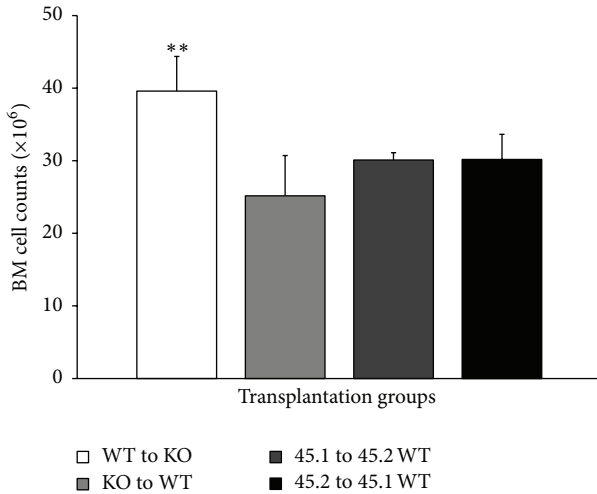 50
40
30
20
10
0
BM cell counts (×10⁶)
**
Transplantation groups
WT to KO
KO to WT
45.1 to 45.2 WT
45.2 to 45.1 WT